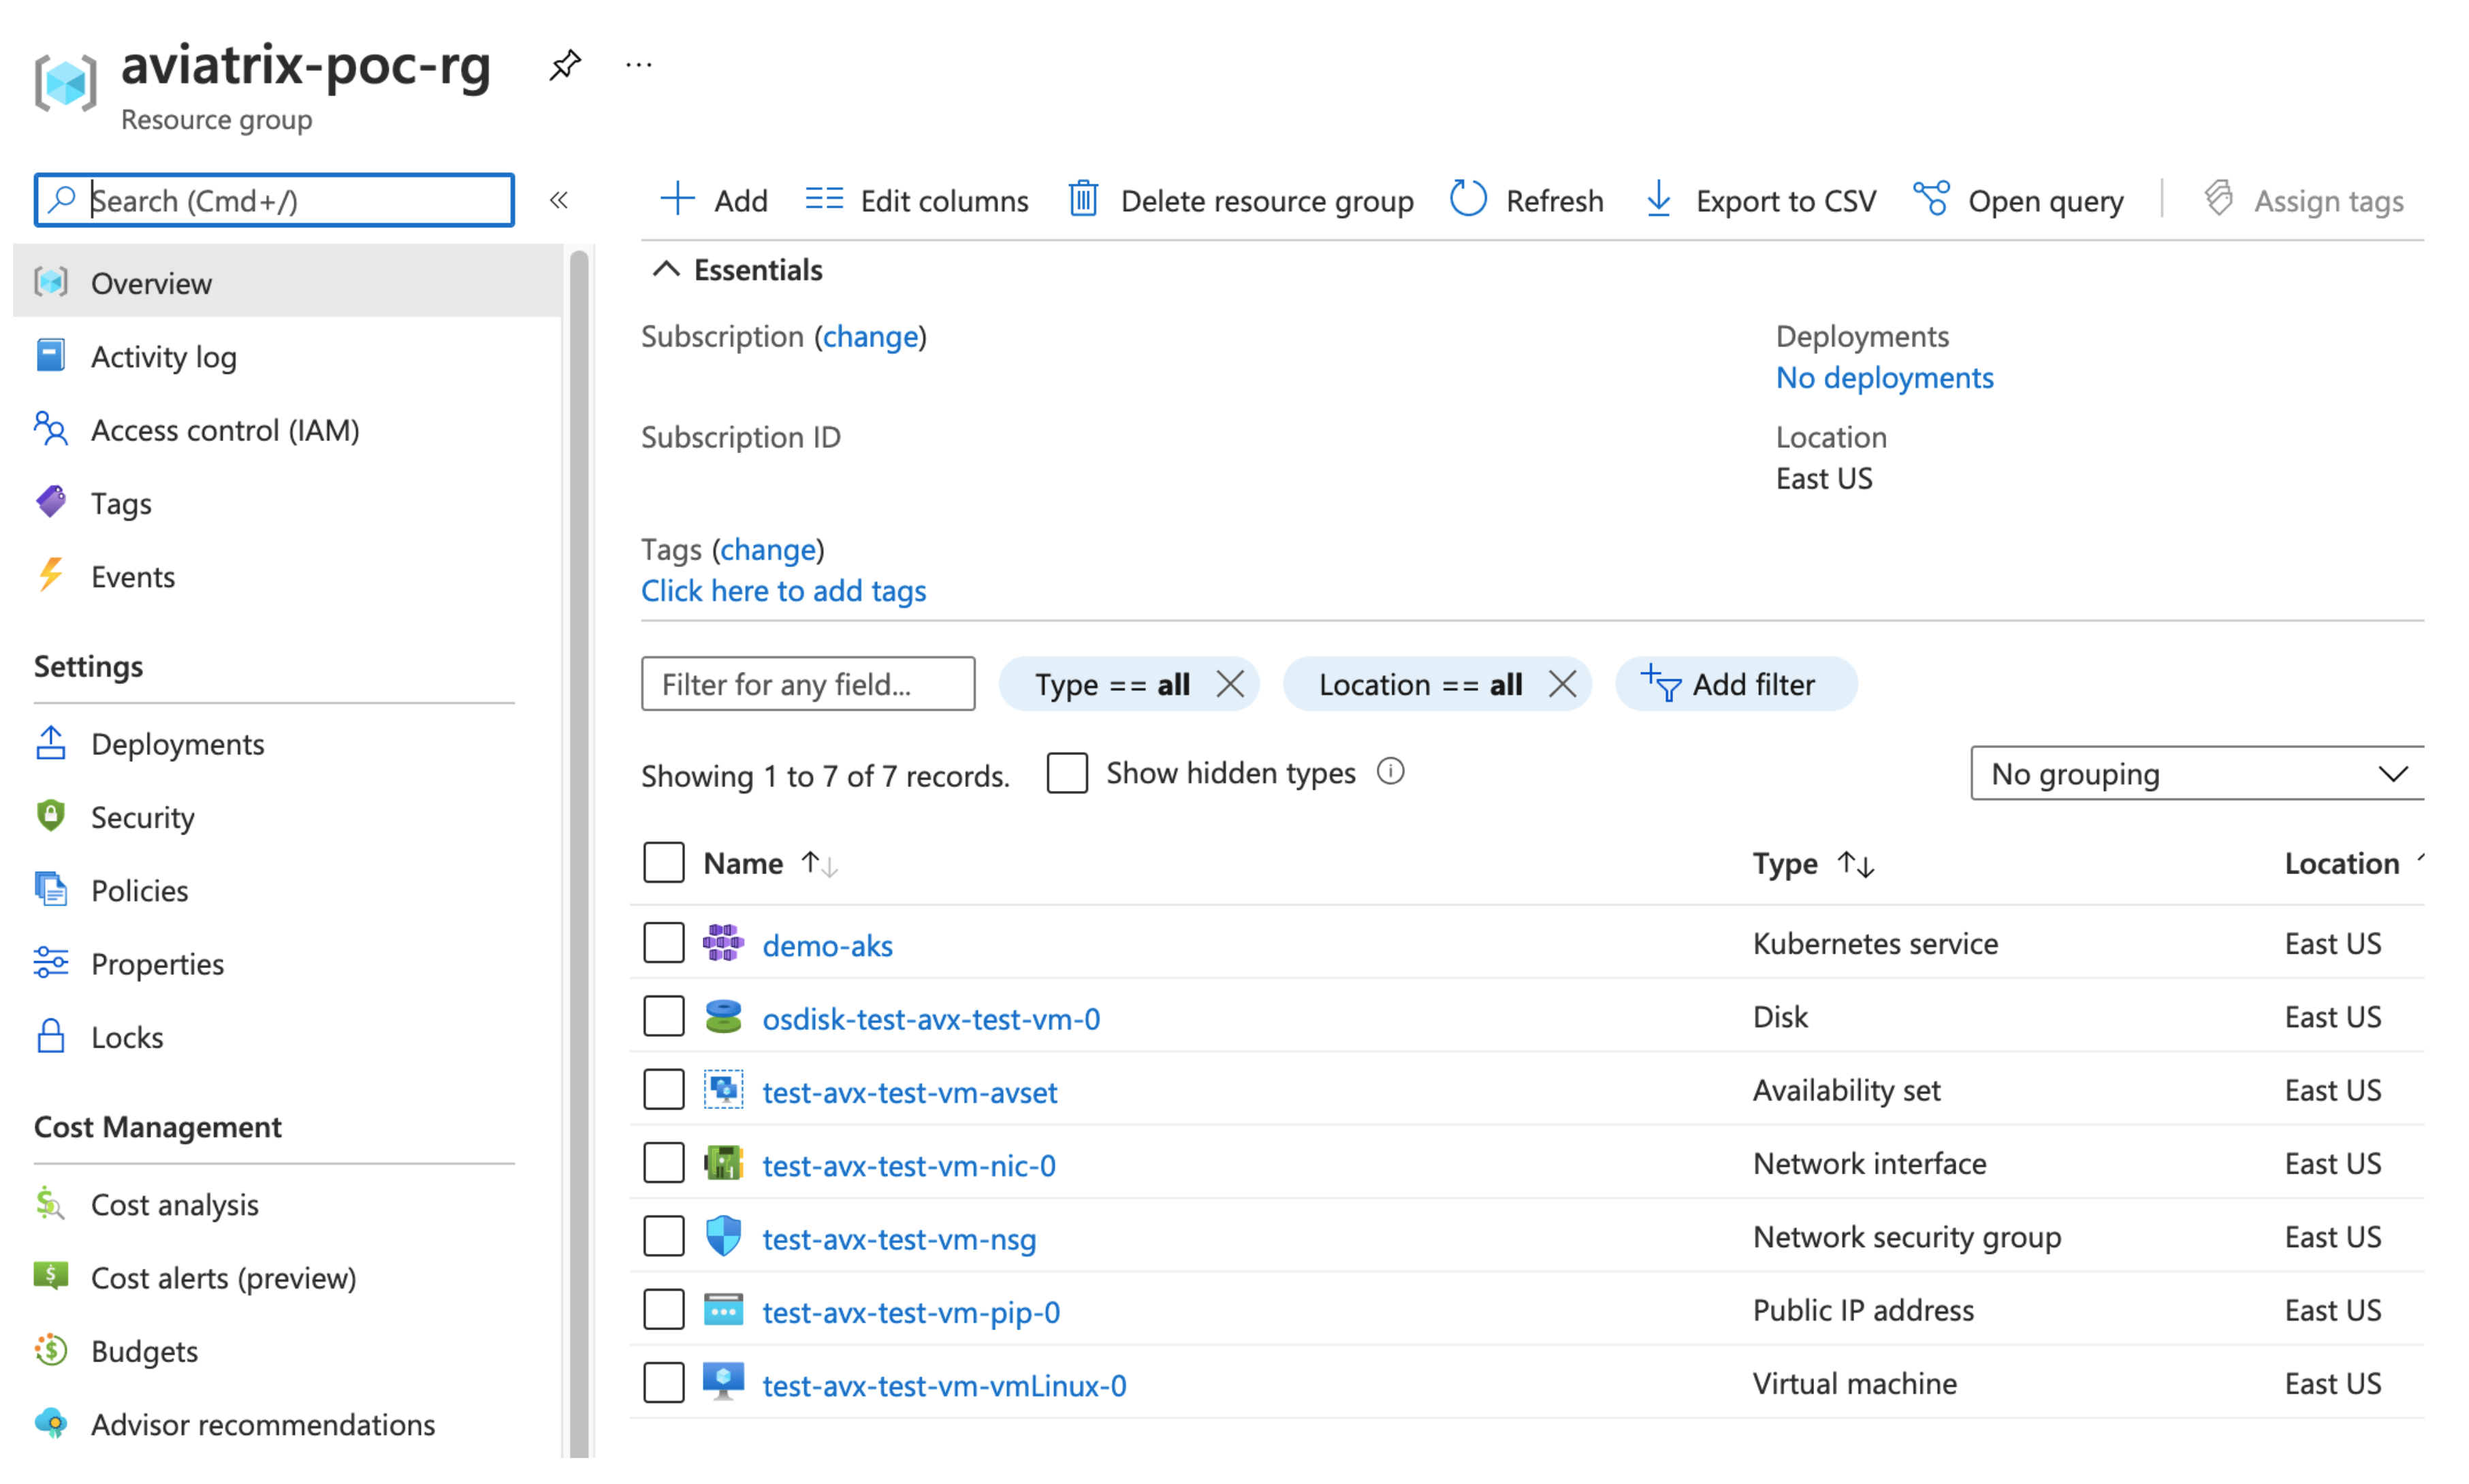 aviatrix-poc-rg
Resource group
Search (Cmd+/)
Overview
Activity log
Access control (IAM)
Tags
Events
Settings
Deployments
Security
Policies
Properties
Locks
Cost Management
Cost analysis
Cost alerts (preview)
Budgets
Advisor recommendations
Add Edit columns Delete resource group Refresh Export to CSV Open query Assign tags
Essentials
Subscription (change)
Subscription ID
Deployments
No deployments
Location
East US
Tags (change)
Click here to add tags
Filter for any field... Type == all Location == all Add filter
Showing 1 to 7 of 7 records. Show hidden types No grouping
Name Type Location
demo-aks Kubernetes service East US
osdisk-test-avx-test-vm-0 Disk East US
test-avx-test-vm-avset Availability set East US
test-avx-test-vm-nic-0 Network interface East US
test-avx-test-vm-nsg Network security group East US
test-avx-test-vm-pip-0 Public IP address East US
test-avx-test-vm-vmLinux-0 Virtual machine East US